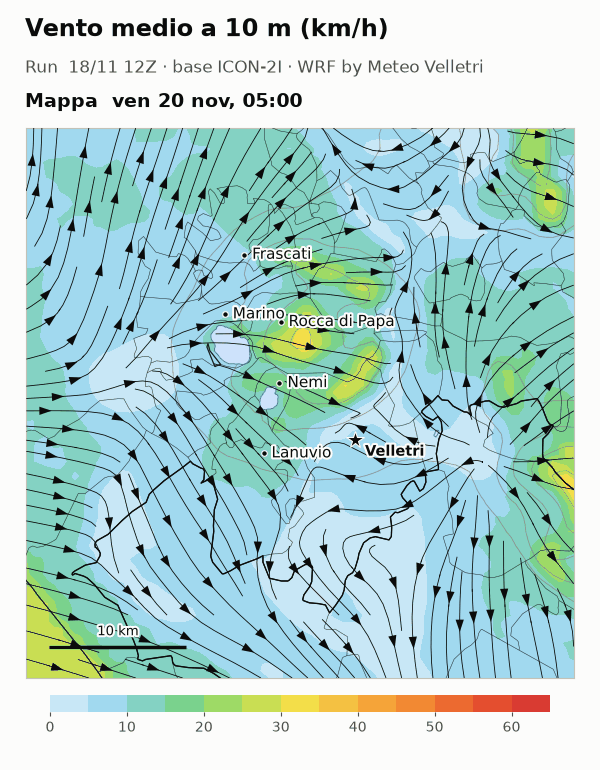 Vento medio a 10 m (km/h)
Run  18/11 12Z · base ICON-2I · WRF by Meteo Velletri
Mappa  ven 20 nov, 05:00
Frascati
Marino
Rocca di Papa
Nemi
Velletri
Lanuvio
10 km
0 10 20 30 40 50 60